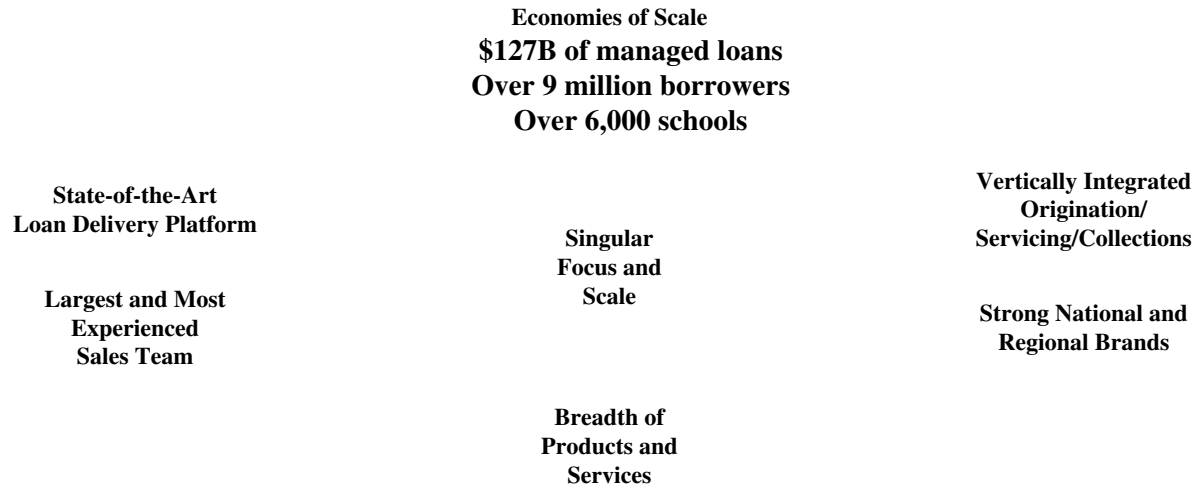 Economies of Scale
$127B of managed loans
Over 9 million borrowers
Over 6,000 schools
State-of-the-Art
Loan Delivery Platform
Largest and Most
Experienced
Sales Team
Singular
Focus and
Scale
Vertically Integrated
Origination/
Servicing/Collections
Strong National and
Regional Brands
Breadth of
Products and
Services